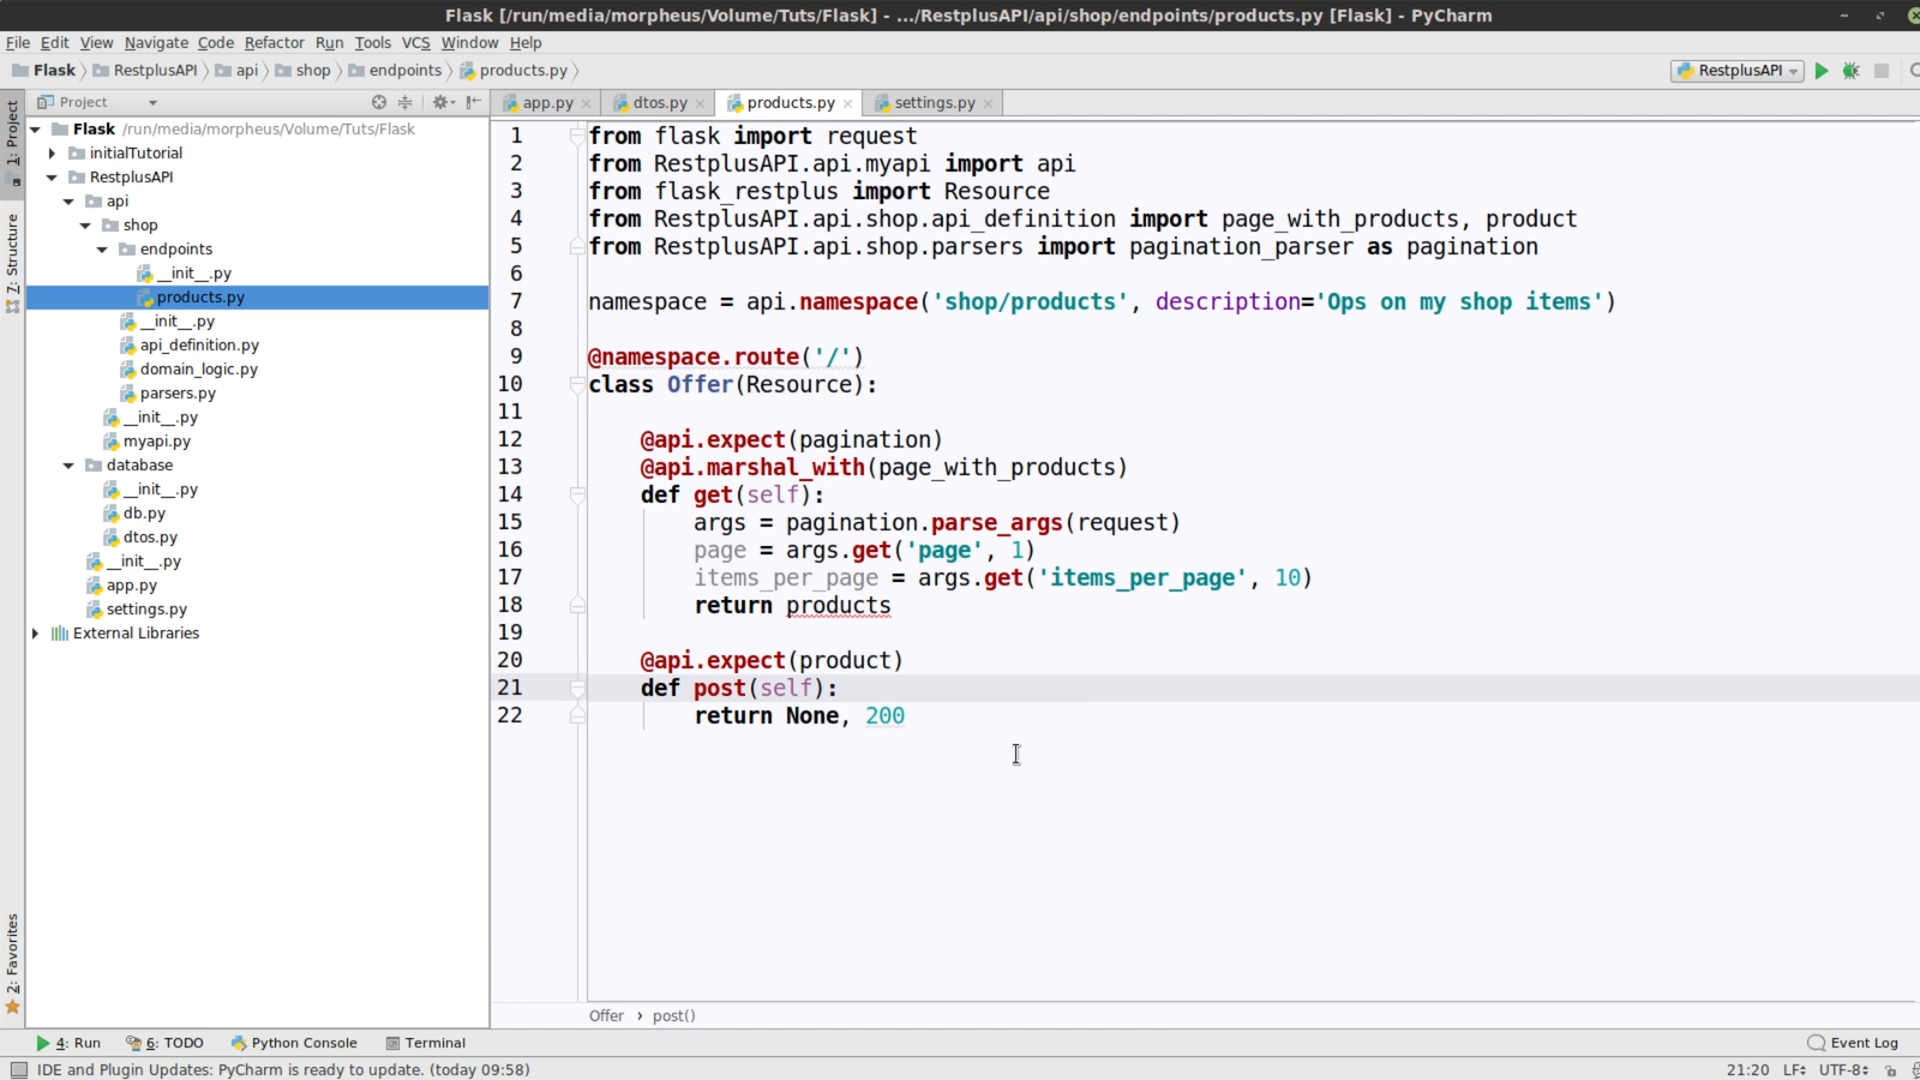 Flask [/run/media/morpheus/Volume/Tuts/Flask] - .../RestplusAPI/api/shop/endpoints/products.py [Flask] - PyCharm
File Edit View Navigate Code Refactor Run Tools VCS Window Help
Flask RestplusAPI api shop endpoints products.py
RestplusAPI
1: Project
7: Structure
2: Favorites
Project
Flask /run/media/morpheus/Volume/Tuts/Flask
initialTutorial
RestplusAPI
api
shop
endpoints
__init__.py
products.py
__init__.py
api_definition.py
domain_logic.py
parsers.py
__init__.py
myapi.py
database
__init__.py
db.py
dtos.py
__init__.py
app.py
settings.py
External Libraries
app.py dtos.py products.py settings.py
1 from flask import request
2 from RestplusAPI.api.myapi import api
3 from flask_restplus import Resource
4 from RestplusAPI.api.shop.api_definition import page_with_products, product
5 from RestplusAPI.api.shop.parsers import pagination_parser as pagination
6
7 namespace = api.namespace('shop/products', description='Ops on my shop items')
8
9 @namespace.route('/')
10 class Offer(Resource):
11
12     @api.expect(pagination)
13     @api.marshal_with(page_with_products)
14     def get(self):
15         args = pagination.parse_args(request)
16         page = args.get('page', 1)
17         items_per_page = args.get('items_per_page', 10)
18         return products
19
20     @api.expect(product)
21     def post(self):
22         return None, 200
Offer › post()
4: Run 6: TODO Python Console Terminal Event Log
IDE and Plugin Updates: PyCharm is ready to update. (today 09:58) 21:20 LF UTF-8